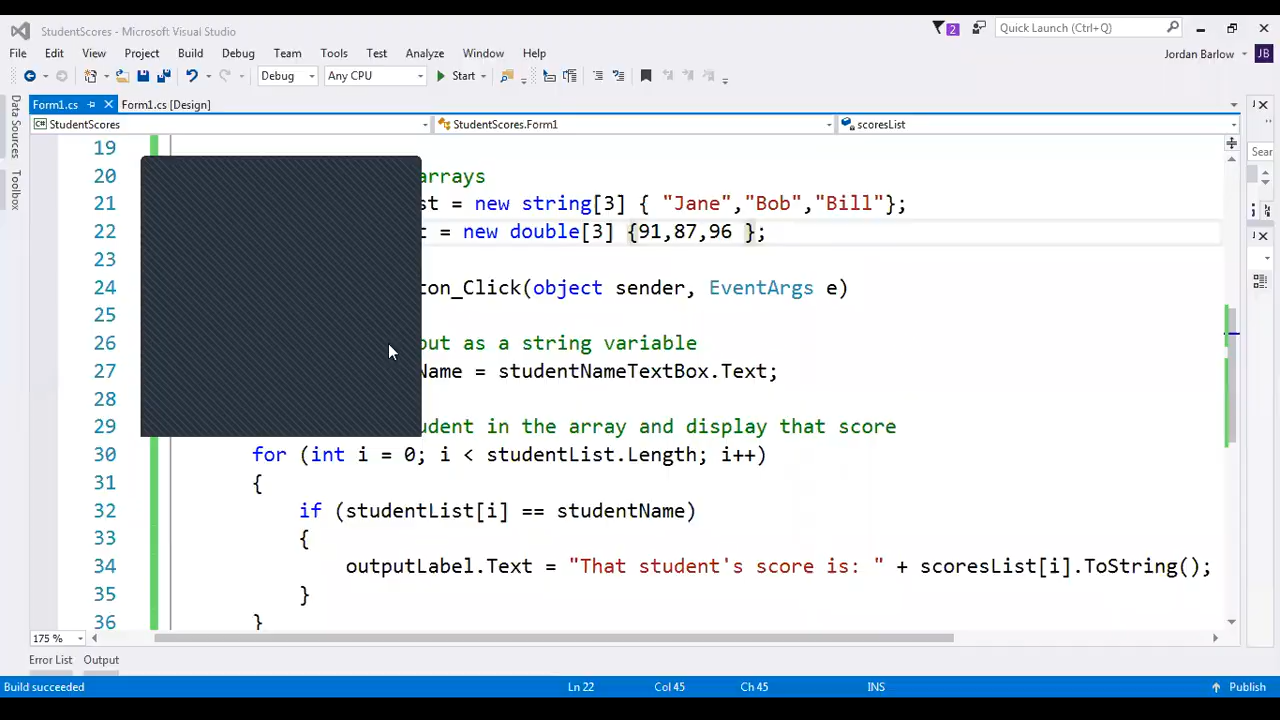 StudentScores - Microsoft Visual Studio
2
Quick Launch (Ctrl+Q)
File Edit View Project Build Debug Team Tools Test Analyze Window Help
Jordan Barlow JB
Debug Any CPU Start
Form1.cs Form1.cs [Design]
StudentScores StudentScores.Form1 scoresList
Data Sources
Toolbox
Sear
19
20 arrays
21 st = new string[3] { "Jane","Bob","Bill"};
22 t = new double[3] {91,87,96 };
23
24 ton_Click(object sender, EventArgs e)
25
26 put as a string variable
27 Name = studentNameTextBox.Text;
28
29 udent in the array and display that score
30 for (int i = 0; i < studentList.Length; i++)
31 {
32 if (studentList[i] == studentName)
33 {
34 outputLabel.Text = "That student's score is: " + scoresList[i].ToString();
35 }
36 }
175 %
Error List Output
Build succeeded Ln 22 Col 45 Ch 45 INS Publish